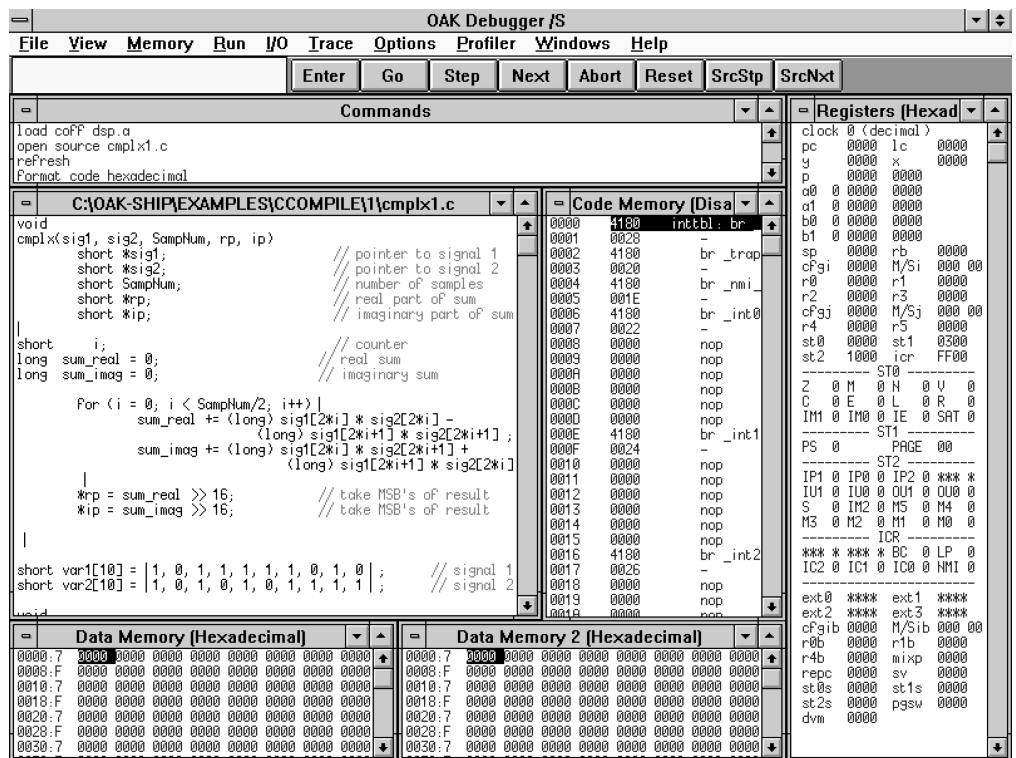 OAK Debugger /S
File View Memory Run I/O Trace Options Profiler Windows Help
Enter Go Step Next Abort Reset SrcStp SrcNxt
Commands
load coff dsp.a
open source cmplx1.c
refresh
format code hexadecimal
C:\OAK-SHIP\EXAMPLES\CCOMPILE\1\cmplx1.c
void
cmplx(sig1, sig2, SampNum, rp, ip)
short *sig1; // pointer to signal 1
short *sig2; // pointer to signal 2
short SampNum; // number of samples
short *rp; // real part of sum
short *ip; // imaginary part of sum
|
short i; // counter
long sum_real = 0; // real sum
long sum_imag = 0; // imaginary sum
for (i = 0; i < SampNum/2; i++) |
sum_real += (long) sig1[2*i] * sig2[2*i] -
(long) sig1[2*i+1] * sig2[2*i+1] ;
sum_imag += (long) sig1[2*i] * sig2[2*i+1] +
(long) sig1[2*i+1] * sig2[2*i]
|
*rp = sum_real >> 16; // take MSB's of result
*ip = sum_imag >> 16; // take MSB's of result
|
short var1[10] = | 1, 0, 1, 1, 1, 1, 1, 0, 1, 0 | ; // signal 1
short var2[10] = | 1, 0, 1, 0, 1, 0, 1, 1, 1, 1 | ; // signal 2
void
Code Memory (Disa
0000 4180 inttbl: br _
0001 0028 -
0002 4180 br _trap
0003 0020 -
0004 4180 br _nmi_
0005 001E -
0006 4180 br _int0
0007 0022 -
0008 0000 nop
0009 0000 nop
000A 0000 nop
000B 0000 nop
000C 0000 nop
000D 0000 nop
000E 4180 br _int1
000F 0024 -
0010 0000 nop
0011 0000 nop
0012 0000 nop
0013 0000 nop
0014 0000 nop
0015 0000 nop
0016 4180 br _int2
0017 0026 -
0018 0000 nop
0019 0000 nop
001A 0000 nop
Registers (Hexad
clock 0 (decimal)
pc 0000 lc 0000
y 0000 x 0000
p 0000 0000
a0 0 0000 0000
a1 0 0000 0000
b0 0 0000 0000
b1 0 0000 0000
sp 0000 rb 0000
cfgi 0000 M/Si 000 00
r0 0000 r1 0000
r2 0000 r3 0000
cfgj 0000 M/Sj 000 00
r4 0000 r5 0000
st0 0000 st1 0300
st2 1000 icr FF00
--------- ST0 ---------
Z 0 M 0 N 0 V 0
C 0 E 0 L 0 R 0
IM1 0 IM0 0 IE 0 SAT 0
--------- ST1 ---------
PS 0 PAGE 00
--------- ST2 ---------
IP1 0 IP0 0 IP2 0 *** *
IU1 0 IU0 0 OU1 0 OU0 0
S 0 IM2 0 M5 0 M4 0
M3 0 M2 0 M1 0 M0 0
--------- ICR ---------
*** * *** * BC 0 LP 0
IC2 0 IC1 0 IC0 0 NMI 0
-----------------------
ext0 **** ext1 ****
ext2 **** ext3 ****
cfgib 0000 M/Sib 000 00
r0b 0000 r1b 0000
r4b 0000 mixp 0000
repc 0000 sv 0000
st0s 0000 st1s 0000
st2s 0000 pgsw 0000
dvm 0000
Data Memory (Hexadecimal)
0000:7 0000 0000 0000 0000 0000 0000 0000 0000
0008:F 0000 0000 0000 0000 0000 0000 0000 0000
0010:7 0000 0000 0000 0000 0000 0000 0000 0000
0018:F 0000 0000 0000 0000 0000 0000 0000 0000
0020:7 0000 0000 0000 0000 0000 0000 0000 0000
0028:F 0000 0000 0000 0000 0000 0000 0000 0000
0030:7 0000 0000 0000 0000 0000 0000 0000 0000
Data Memory 2 (Hexadecimal)
0000:7 0000 0000 0000 0000 0000 0000 0000 0000
0008:F 0000 0000 0000 0000 0000 0000 0000 0000
0010:7 0000 0000 0000 0000 0000 0000 0000 0000
0018:F 0000 0000 0000 0000 0000 0000 0000 0000
0020:7 0000 0000 0000 0000 0000 0000 0000 0000
0028:F 0000 0000 0000 0000 0000 0000 0000 0000
0030:7 0000 0000 0000 0000 0000 0000 0000 0000